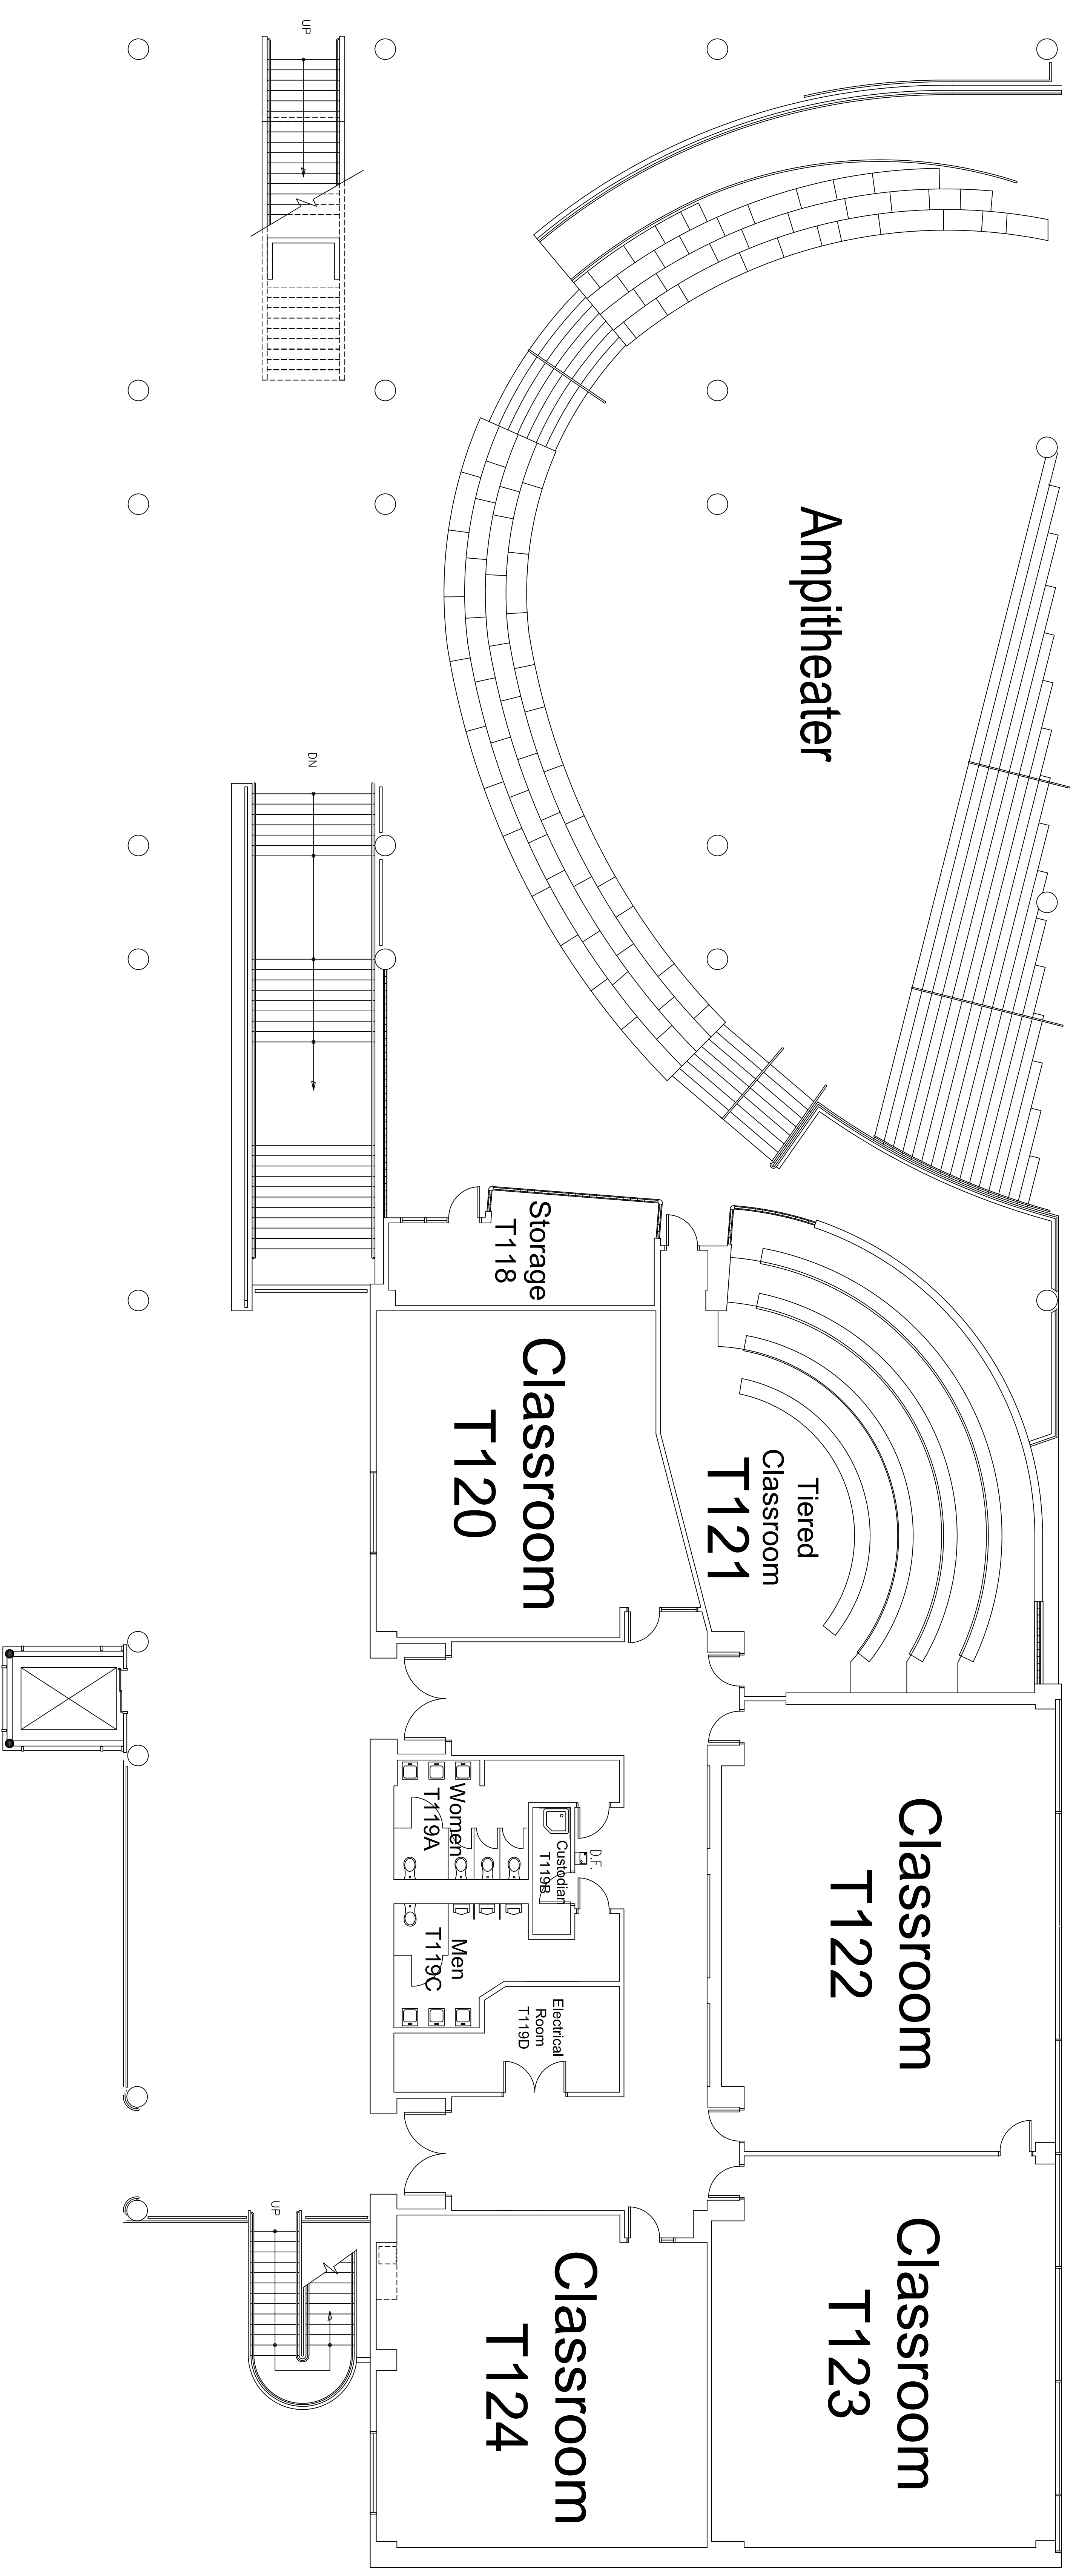 UP
Ampitheater
DN
Storage
T118
Classroom
T120
Tiered
Classroom
T121
Classroom
T122
Women
T119A
Custodian
T119B
D.F.
Men
T119C
Electrical
Room
T119D
UP
Classroom
T123
Classroom
T124